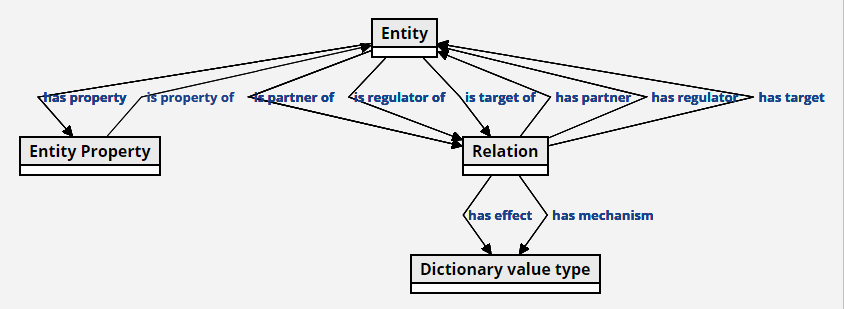 Entity
has property
is property of
is partner of
is regulator of
is target of
has partner
has regulator
has target
Entity Property
Relation
has effect
has mechanism
Dictionary value type